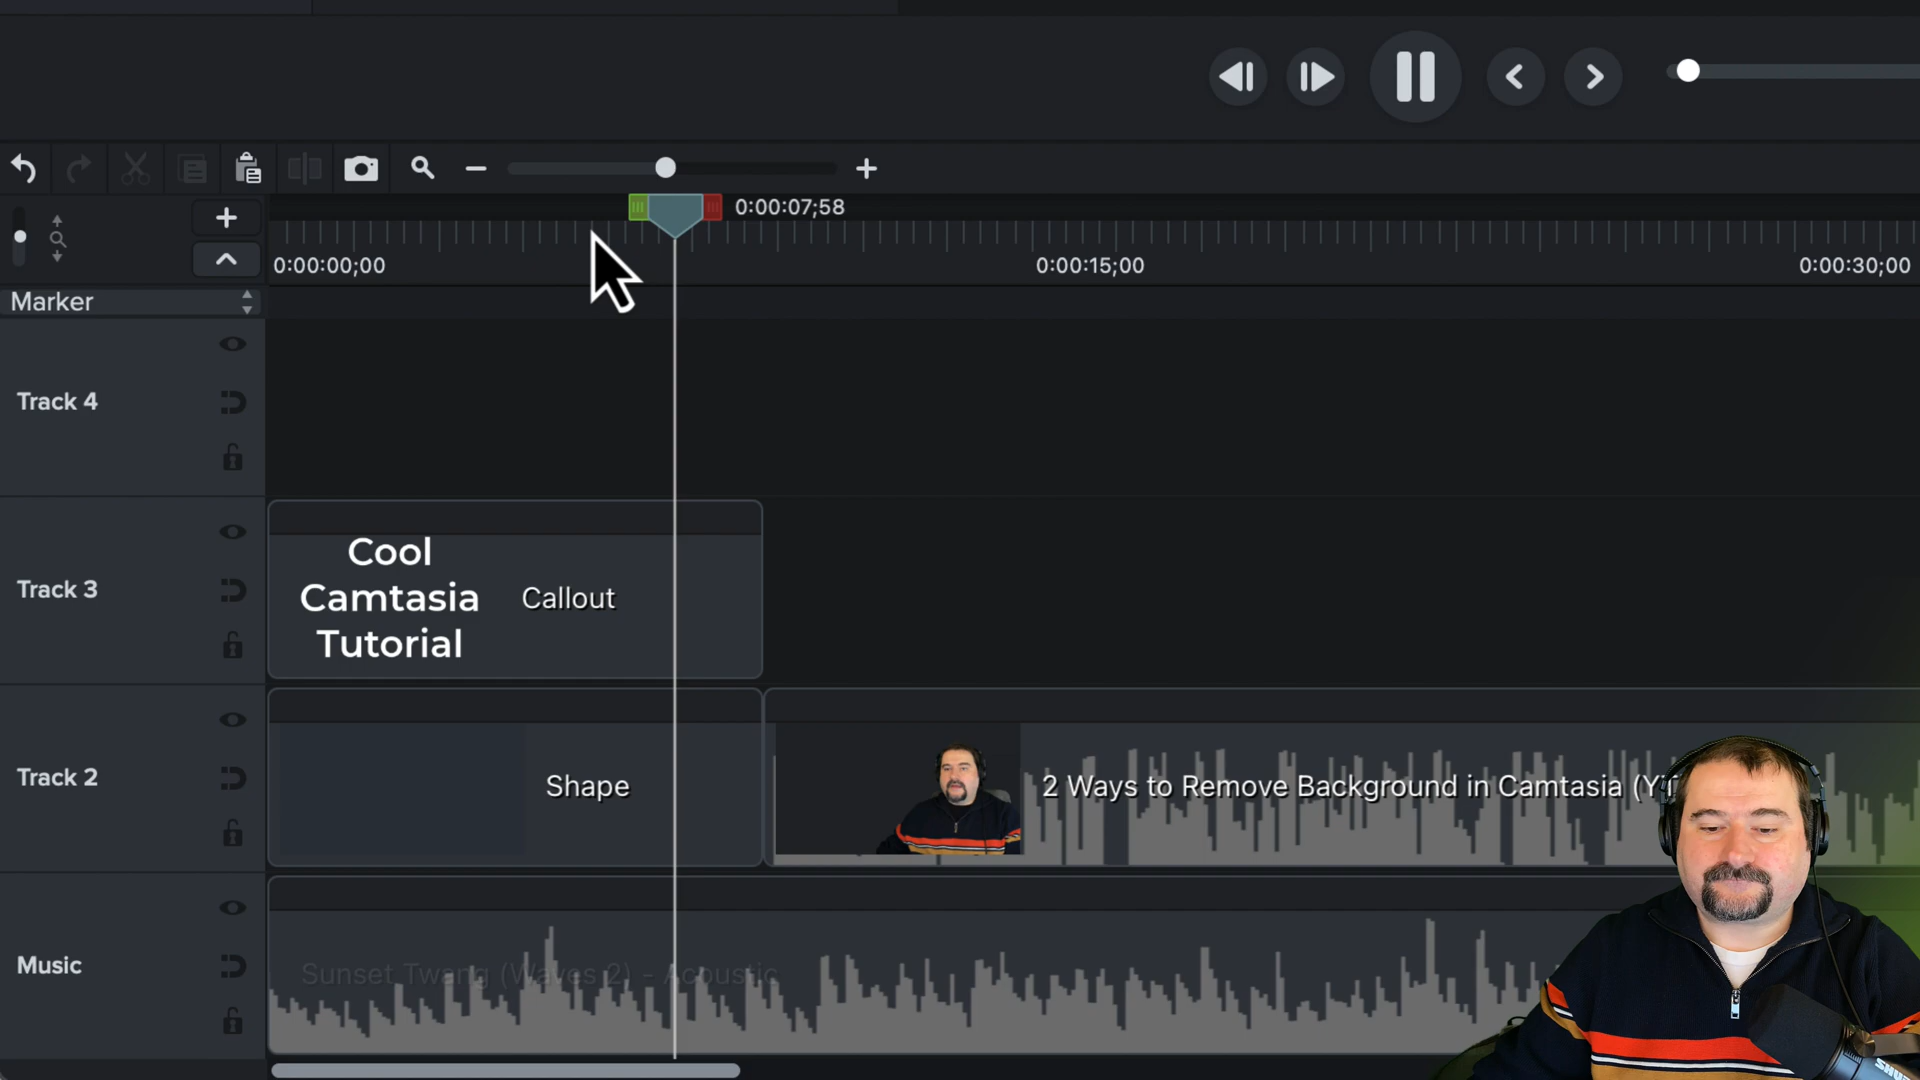 0:00:07;58
0:00:00;00
0:00:15;00
0:00:30;00
Marker
Track 4
Track 3
Cool
Camtasia
Tutorial
Callout
Track 2
Shape
2 Ways to Remove Background in Camtasia
Music
Sunset Twang (Waves 2) - Acoustic